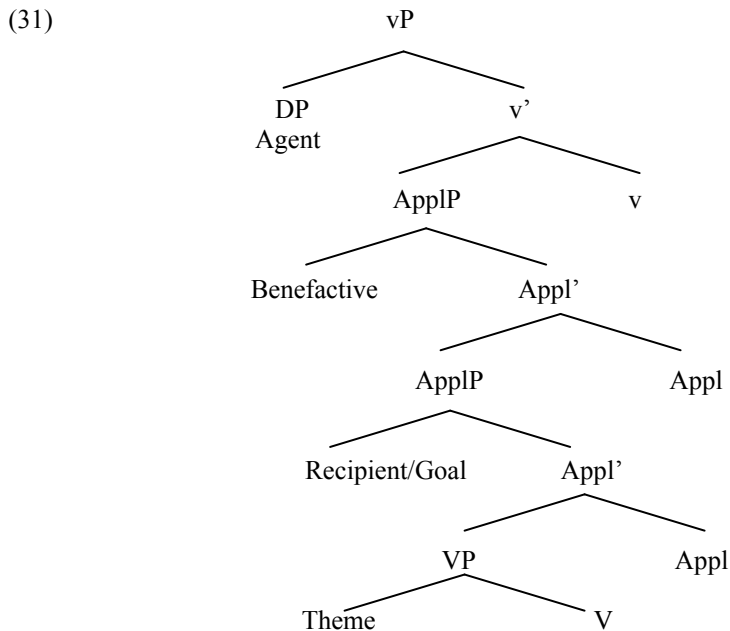 (31) vP
DP v’
Agent
ApplP v
Benefactive Appl’
ApplP Appl
Recipient/Goal Appl’
VP Appl
Theme V